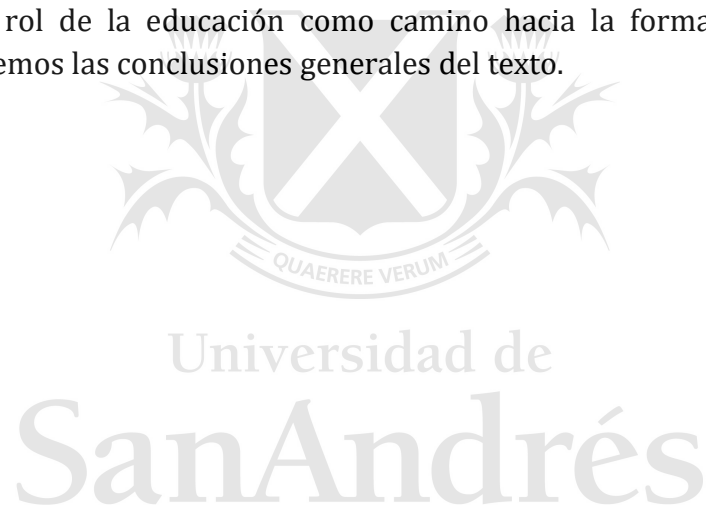 rol de la educación como camino hacia la forma
emos las conclusiones generales del texto.
QUAERERE VERUM
Universidad de
SanAndrés